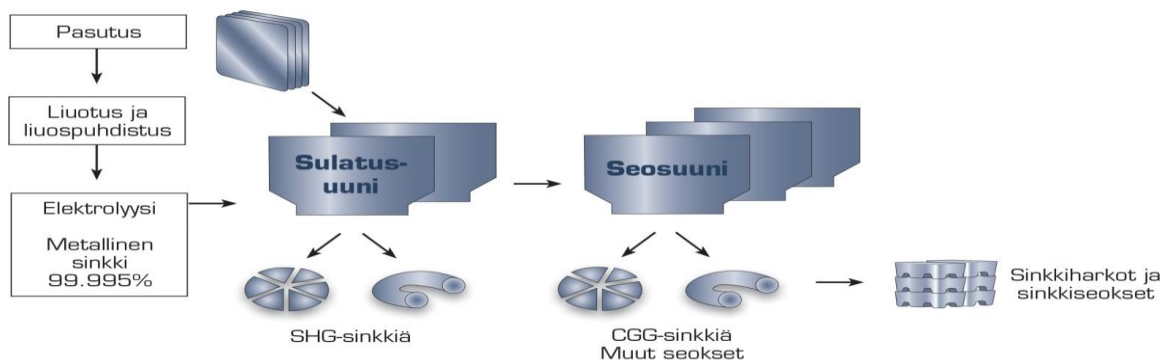 Pasutus
Liuotus ja
liuospuhdistus
Elektrolyysi
Metallinen
sinkki
99.995%
Sulatus-
uuni
SHG-sinkkiä
Seosuuni
CGG-sinkkiä
Muut seokset
Sinkkiharkot ja
sinkkiseokset